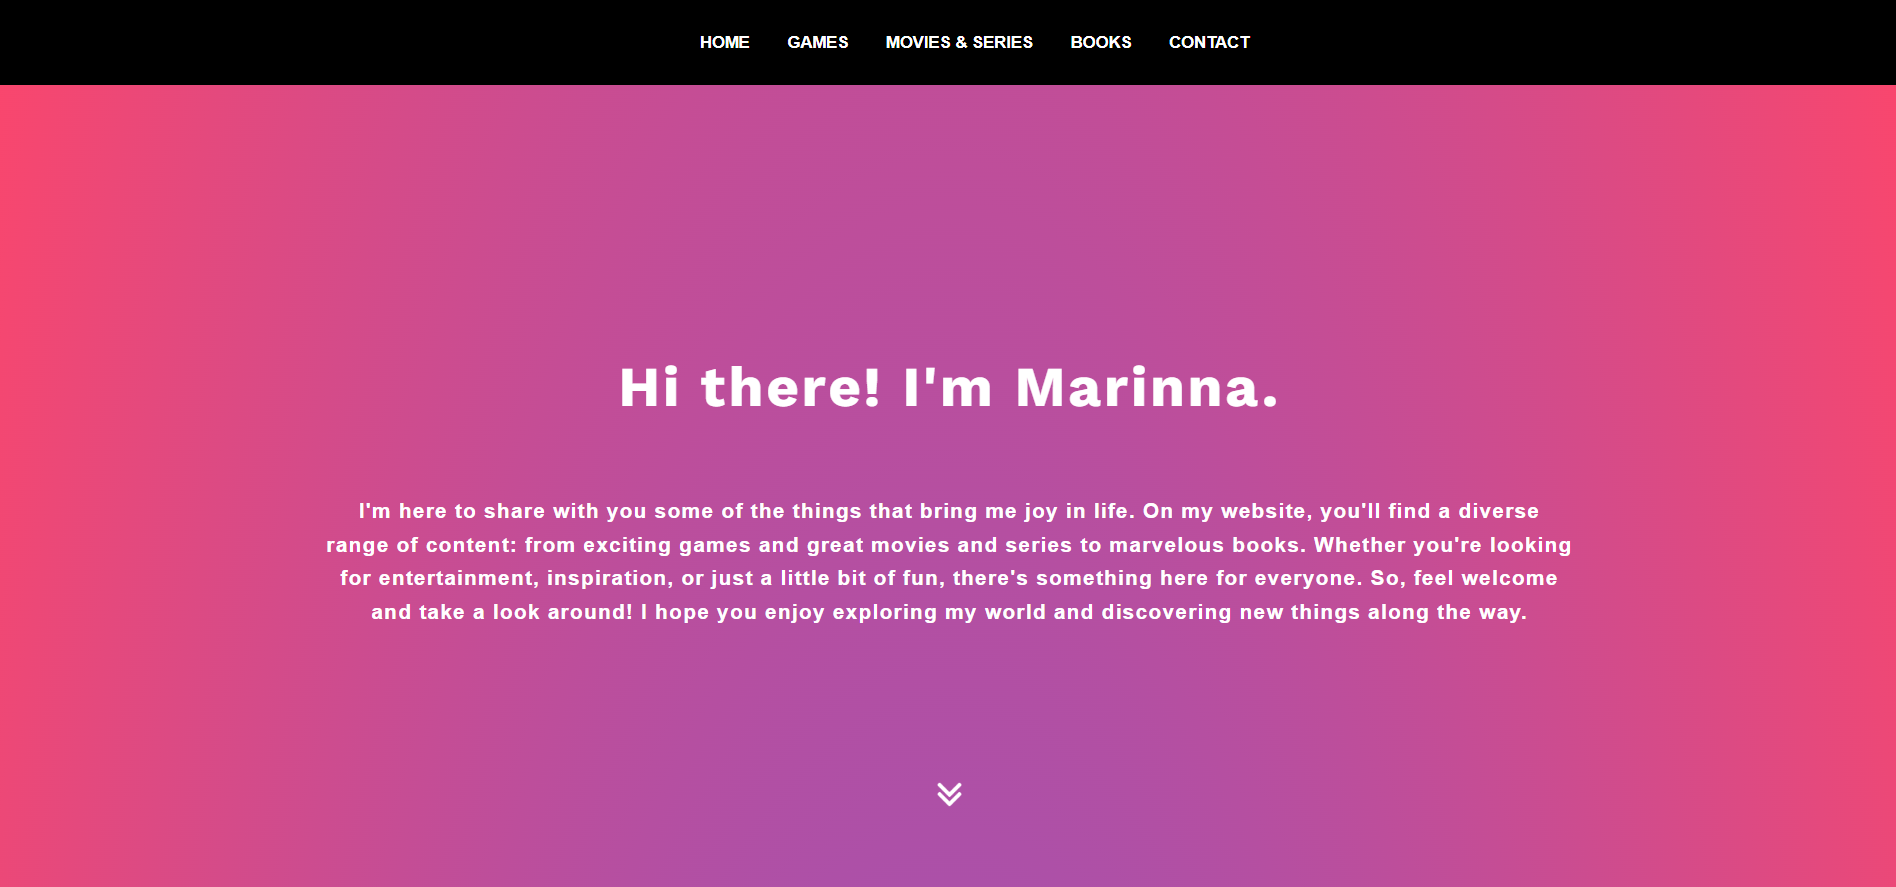 HOME GAMES MOVIES & SERIES BOOKS CONTACT
Hi there! I'm Marinna.
I'm here to share with you some of the things that bring me joy in life. On my website, you'll find a diverse
range of content: from exciting games and great movies and series to marvelous books. Whether you're looking
for entertainment, inspiration, or just a little bit of fun, there's something here for everyone. So, feel welcome
and take a look around! I hope you enjoy exploring my world and discovering new things along the way.